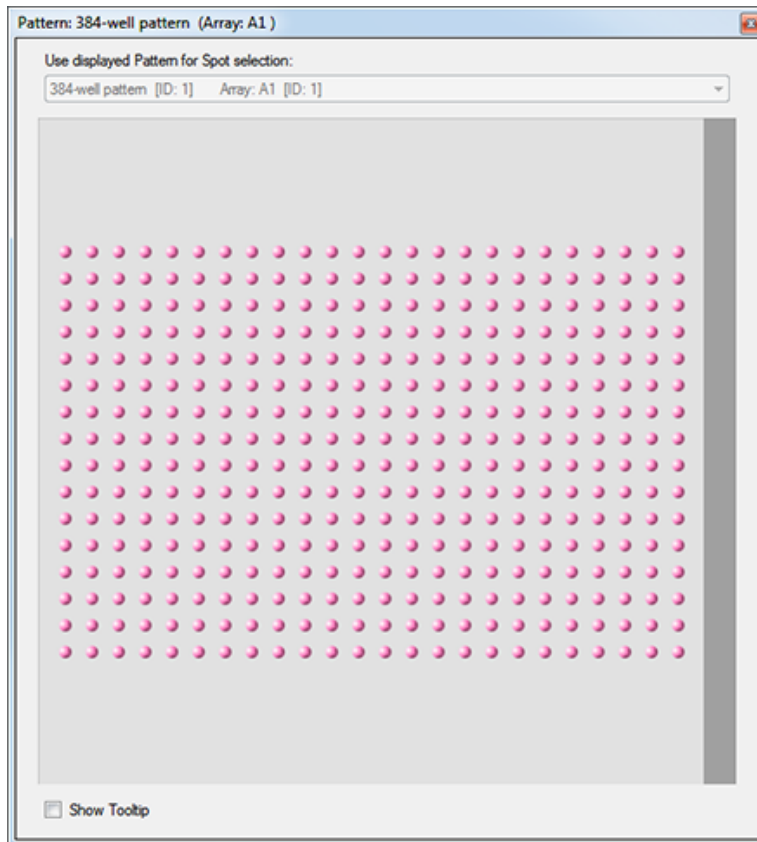 Pattern: 384-well pattern (Array: A1 )
Use displayed Pattern for Spot selection:
384-well pattern [ID: 1] Array: A1 [ID: 1]
Show Tooltip